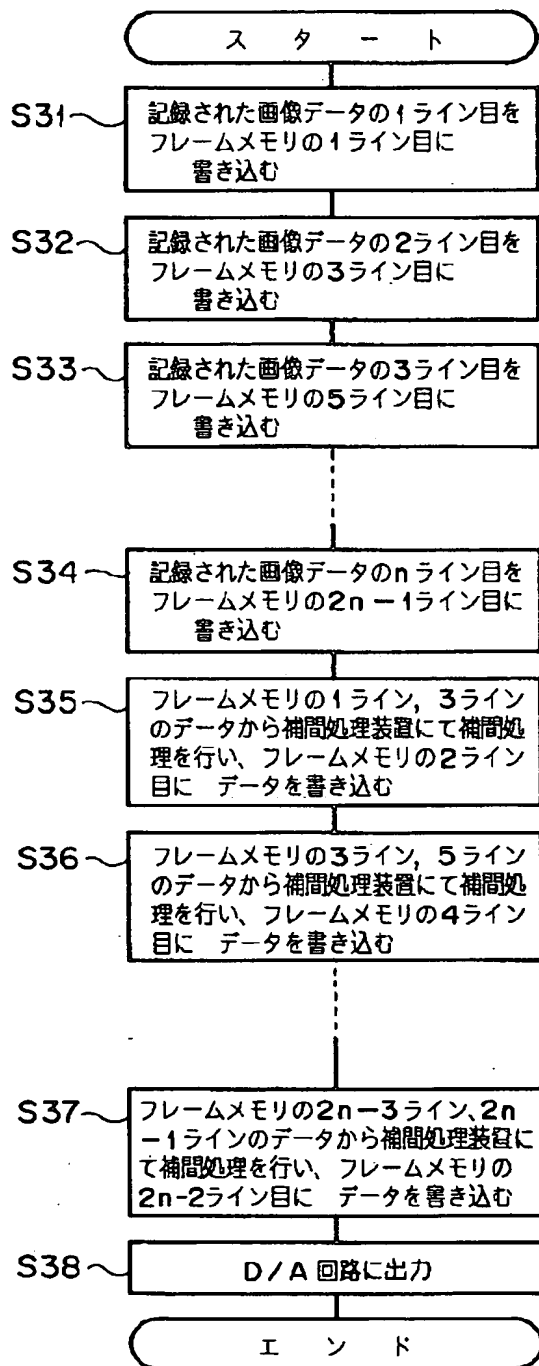 スタート
S31
記録された画像データの1ライン目を
フレームメモリの1ライン目に
書き込む
S32
記録された画像データの2ライン目を
フレームメモリの3ライン目に
書き込む
S33
記録された画像データの3ライン目を
フレームメモリの5ライン目に
書き込む
S34
記録された画像データのnライン目を
フレームメモリの2n-1ライン目に
書き込む
S35
フレームメモリの1ライン,3ライン
のデータから補間処理装置にて補間処
理を行い、フレームメモリの2ライン
目に データを書き込む
S36
フレームメモリの3ライン,5ライン
のデータから補間処理装置にて補間処
理を行い、フレームメモリの4ライン
目に データを書き込む
S37
フレームメモリの2n-3ライン、2n
-1ラインのデータから補間処理装置に
て補間処理を行い、フレームメモリの
2n-2ライン目に データを書き込む
S38
D/A回路に出力
エンド